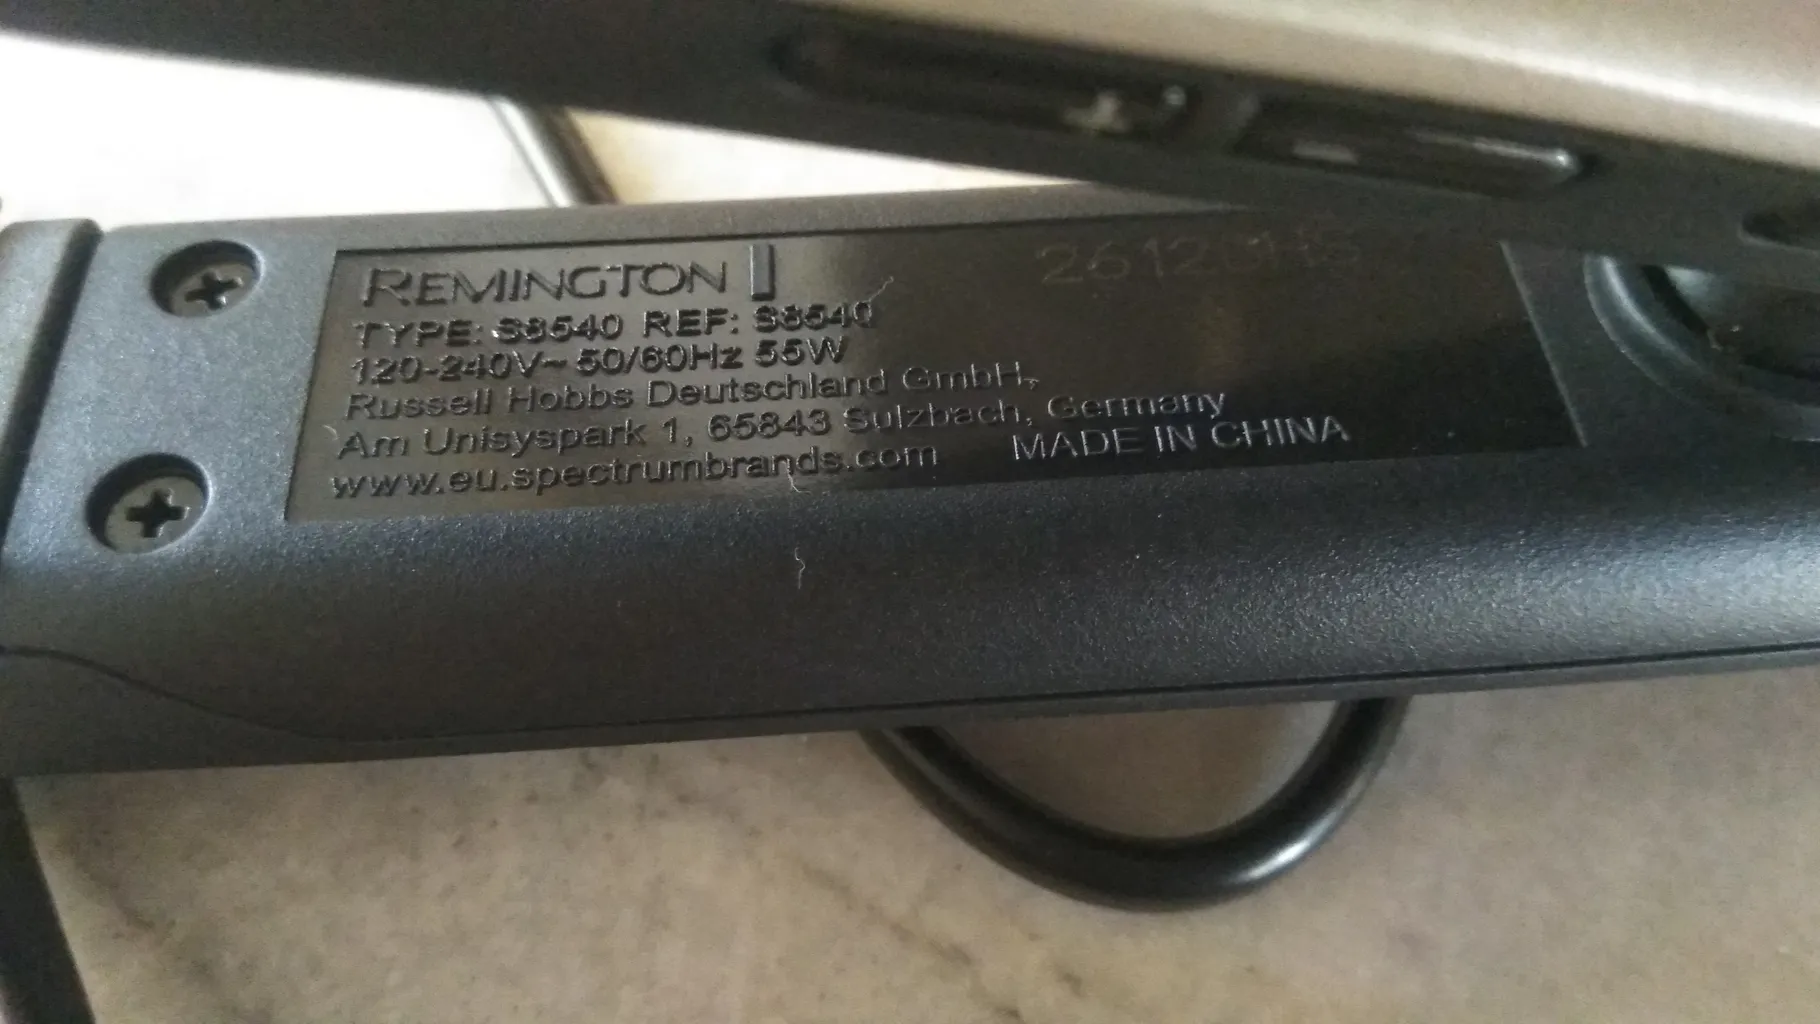 REMINGTON
TYPE: S8540 REF: S8540
120-240V~ 50/60Hz 55W
Russell Hobbs Deutschland GmbH,
Am Unisyspark 1, 65843 Sulzbach, Germany
www.eu.spectrumbrands.com MADE IN CHINA